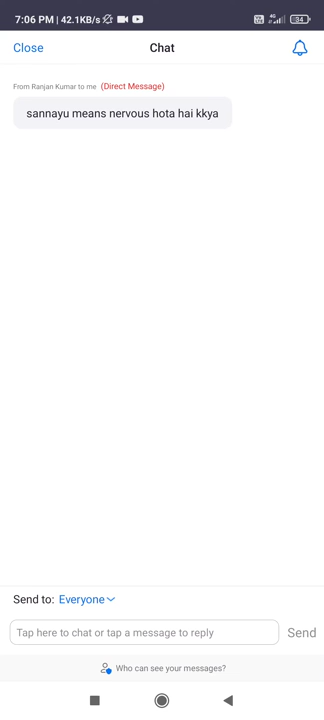 7:06 PM | 42.1KB/s
4G
34
Close
Chat
From Ranjan Kumar to me (Direct Message)
sannayu means nervous hota hai kkya
Send to: Everyone
Tap here to chat or tap a message to reply
Send
Who can see your messages?